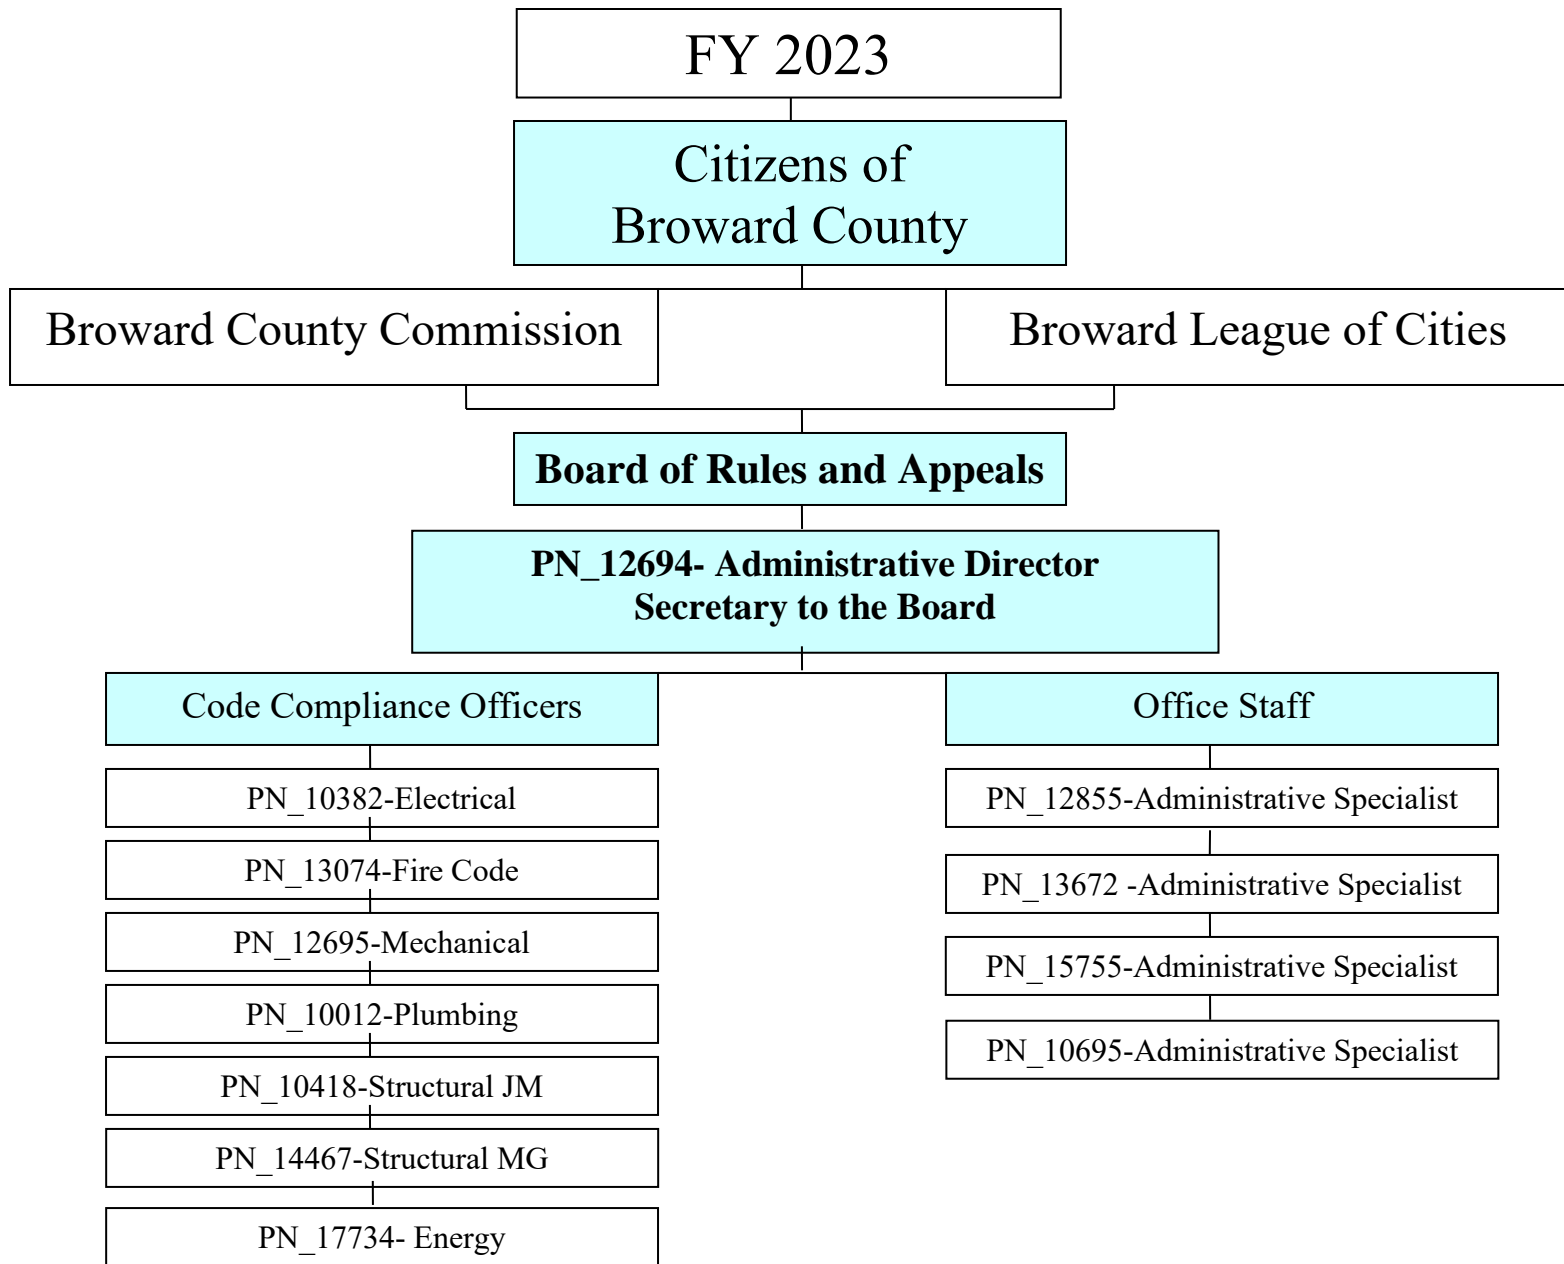 FY 2023
Citizens of
Broward County
Broward County Commission
Broward League of Cities
Board of Rules and Appeals
PN_12694- Administrative Director
Secretary to the Board
Code Compliance Officers
PN_10382-Electrical
PN_13074-Fire Code
PN_12695-Mechanical
PN_10012-Plumbing
PN_10418-Structural JM
PN_14467-Structural MG
PN_17734- Energy
Office Staff
PN_12855-Administrative Specialist
PN_13672 -Administrative Specialist
PN_15755-Administrative Specialist
PN_10695-Administrative Specialist